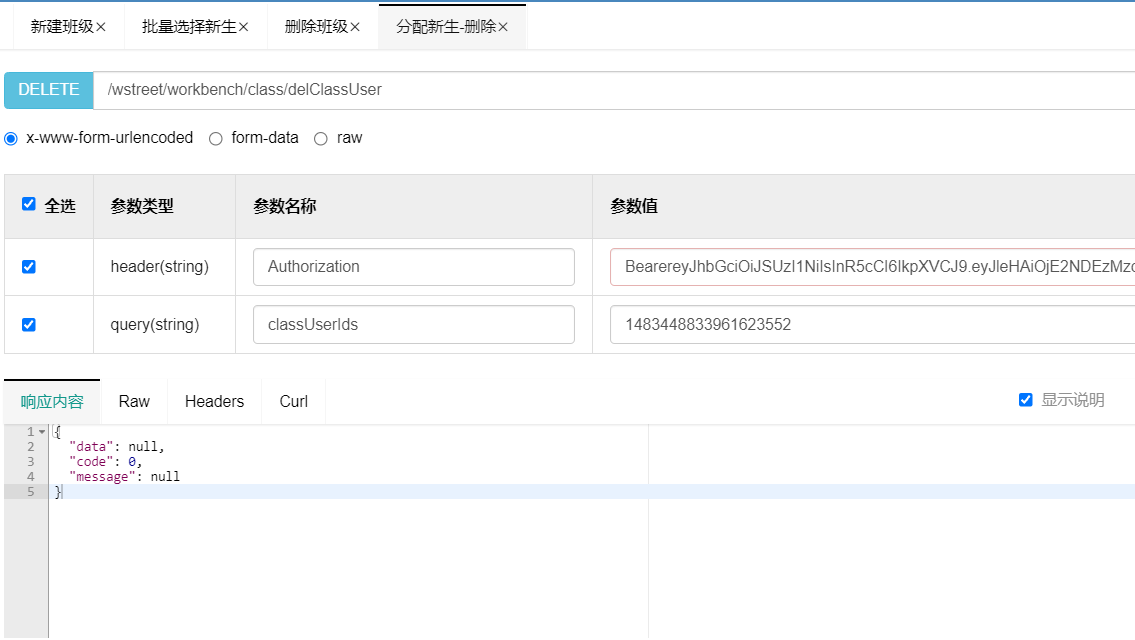 新建班级× 批量选择新生× 删除班级× 分配新生-删除×
DELETE /wstreet/workbench/class/delClassUser
x-www-form-urlencoded form-data raw
全选 参数类型 参数名称 参数值
header(string) Authorization
query(string) classUserIds 1483448833961623552
响应内容 Raw Headers Curl 显示说明
1 {
2 "data": null,
3 "code": 0,
4 "message": null
5 }